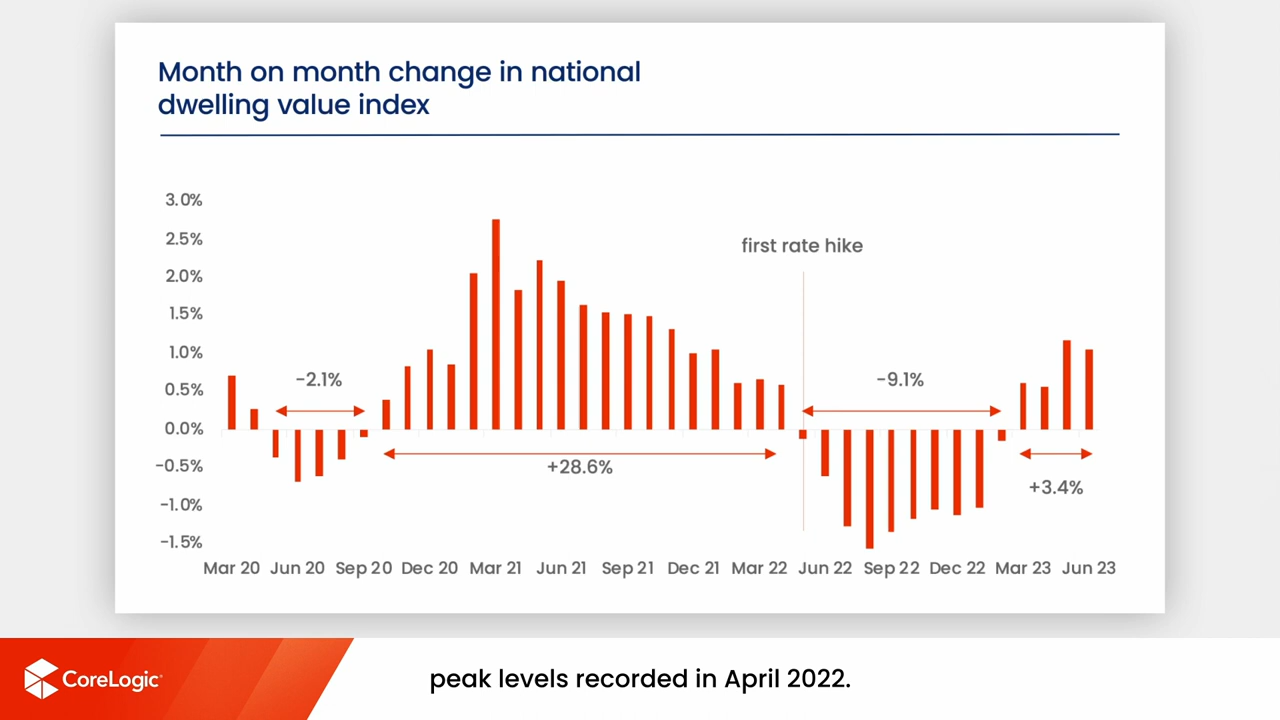 Month on month change in national
dwelling value index
3.0%
2.5%
2.0%
1.5%
1.0%
0.5%
0.0%
-0.5%
-1.0%
-1.5%
first rate hike
-2.1%
-9.1%
+28.6%
+3.4%
Mar 20 Jun 20 Sep 20 Dec 20 Mar 21 Jun 21 Sep 21 Dec 21 Mar 22 Jun 22 Sep 22 Dec 22 Mar 23 Jun 23
CoreLogic
peak levels recorded in April 2022.